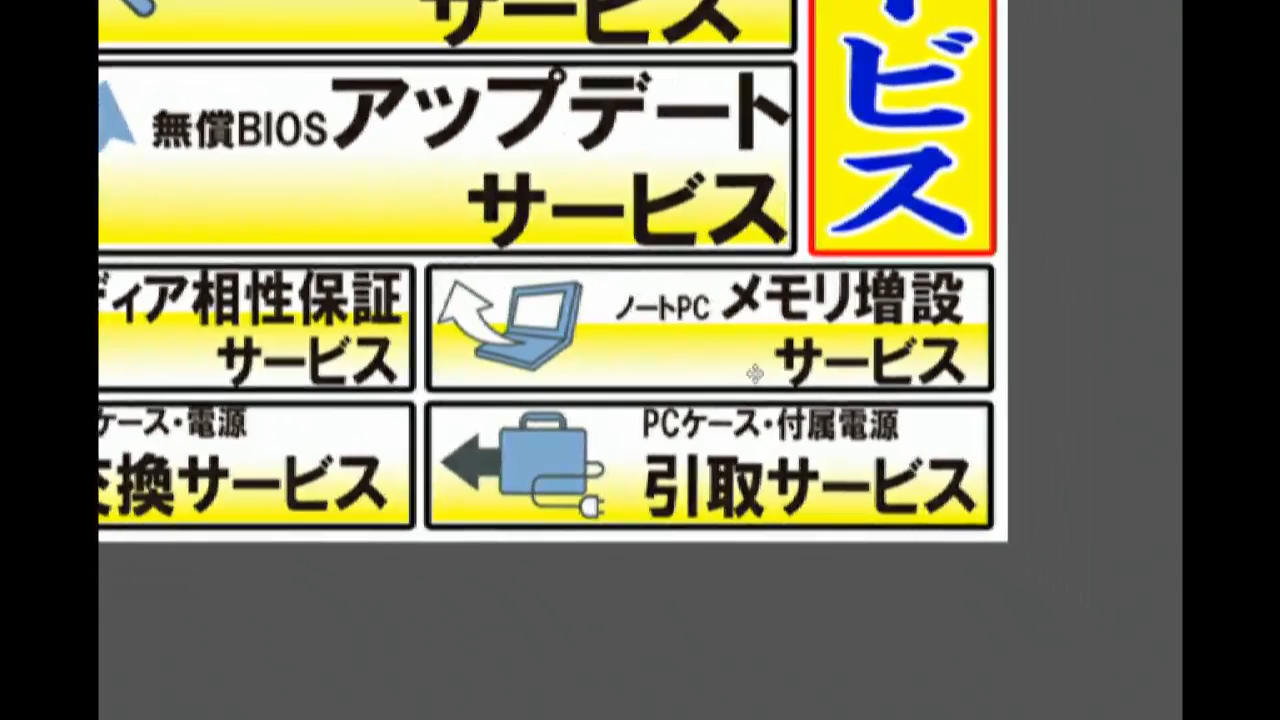 サービス
無償BIOSアップデート
サービス
ビス
ディア相性保証
サービス
ノートPC メモリ増設
サービス
ケース・電源
交換サービス
PCケース・付属電源
引取サービス